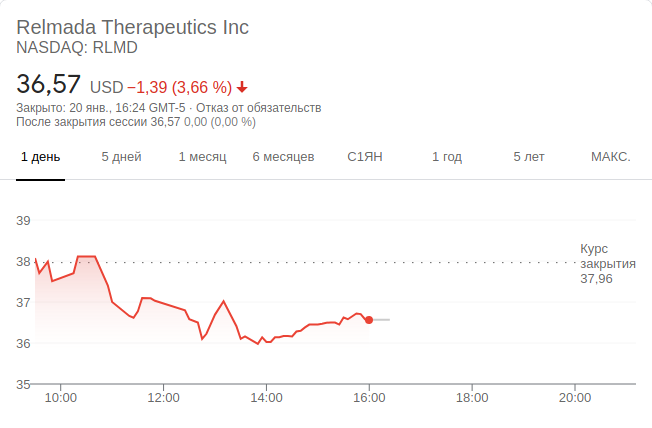 Relmada Therapeutics Inc
NASDAQ: RLMD
36,57 USD −1,39 (3,66 %)
Закрыто: 20 янв., 16:24 GMT-5 · Отказ от обязательств
После закрытия сессии 36,57 0,00 (0,00 %)
1 день 5 дней 1 месяц 6 месяцев С1ЯН 1 год 5 лет МАКС.
39
Курс
38 закрытия
37,96
37
36
35
10:00 12:00 14:00 16:00 18:00 20:00